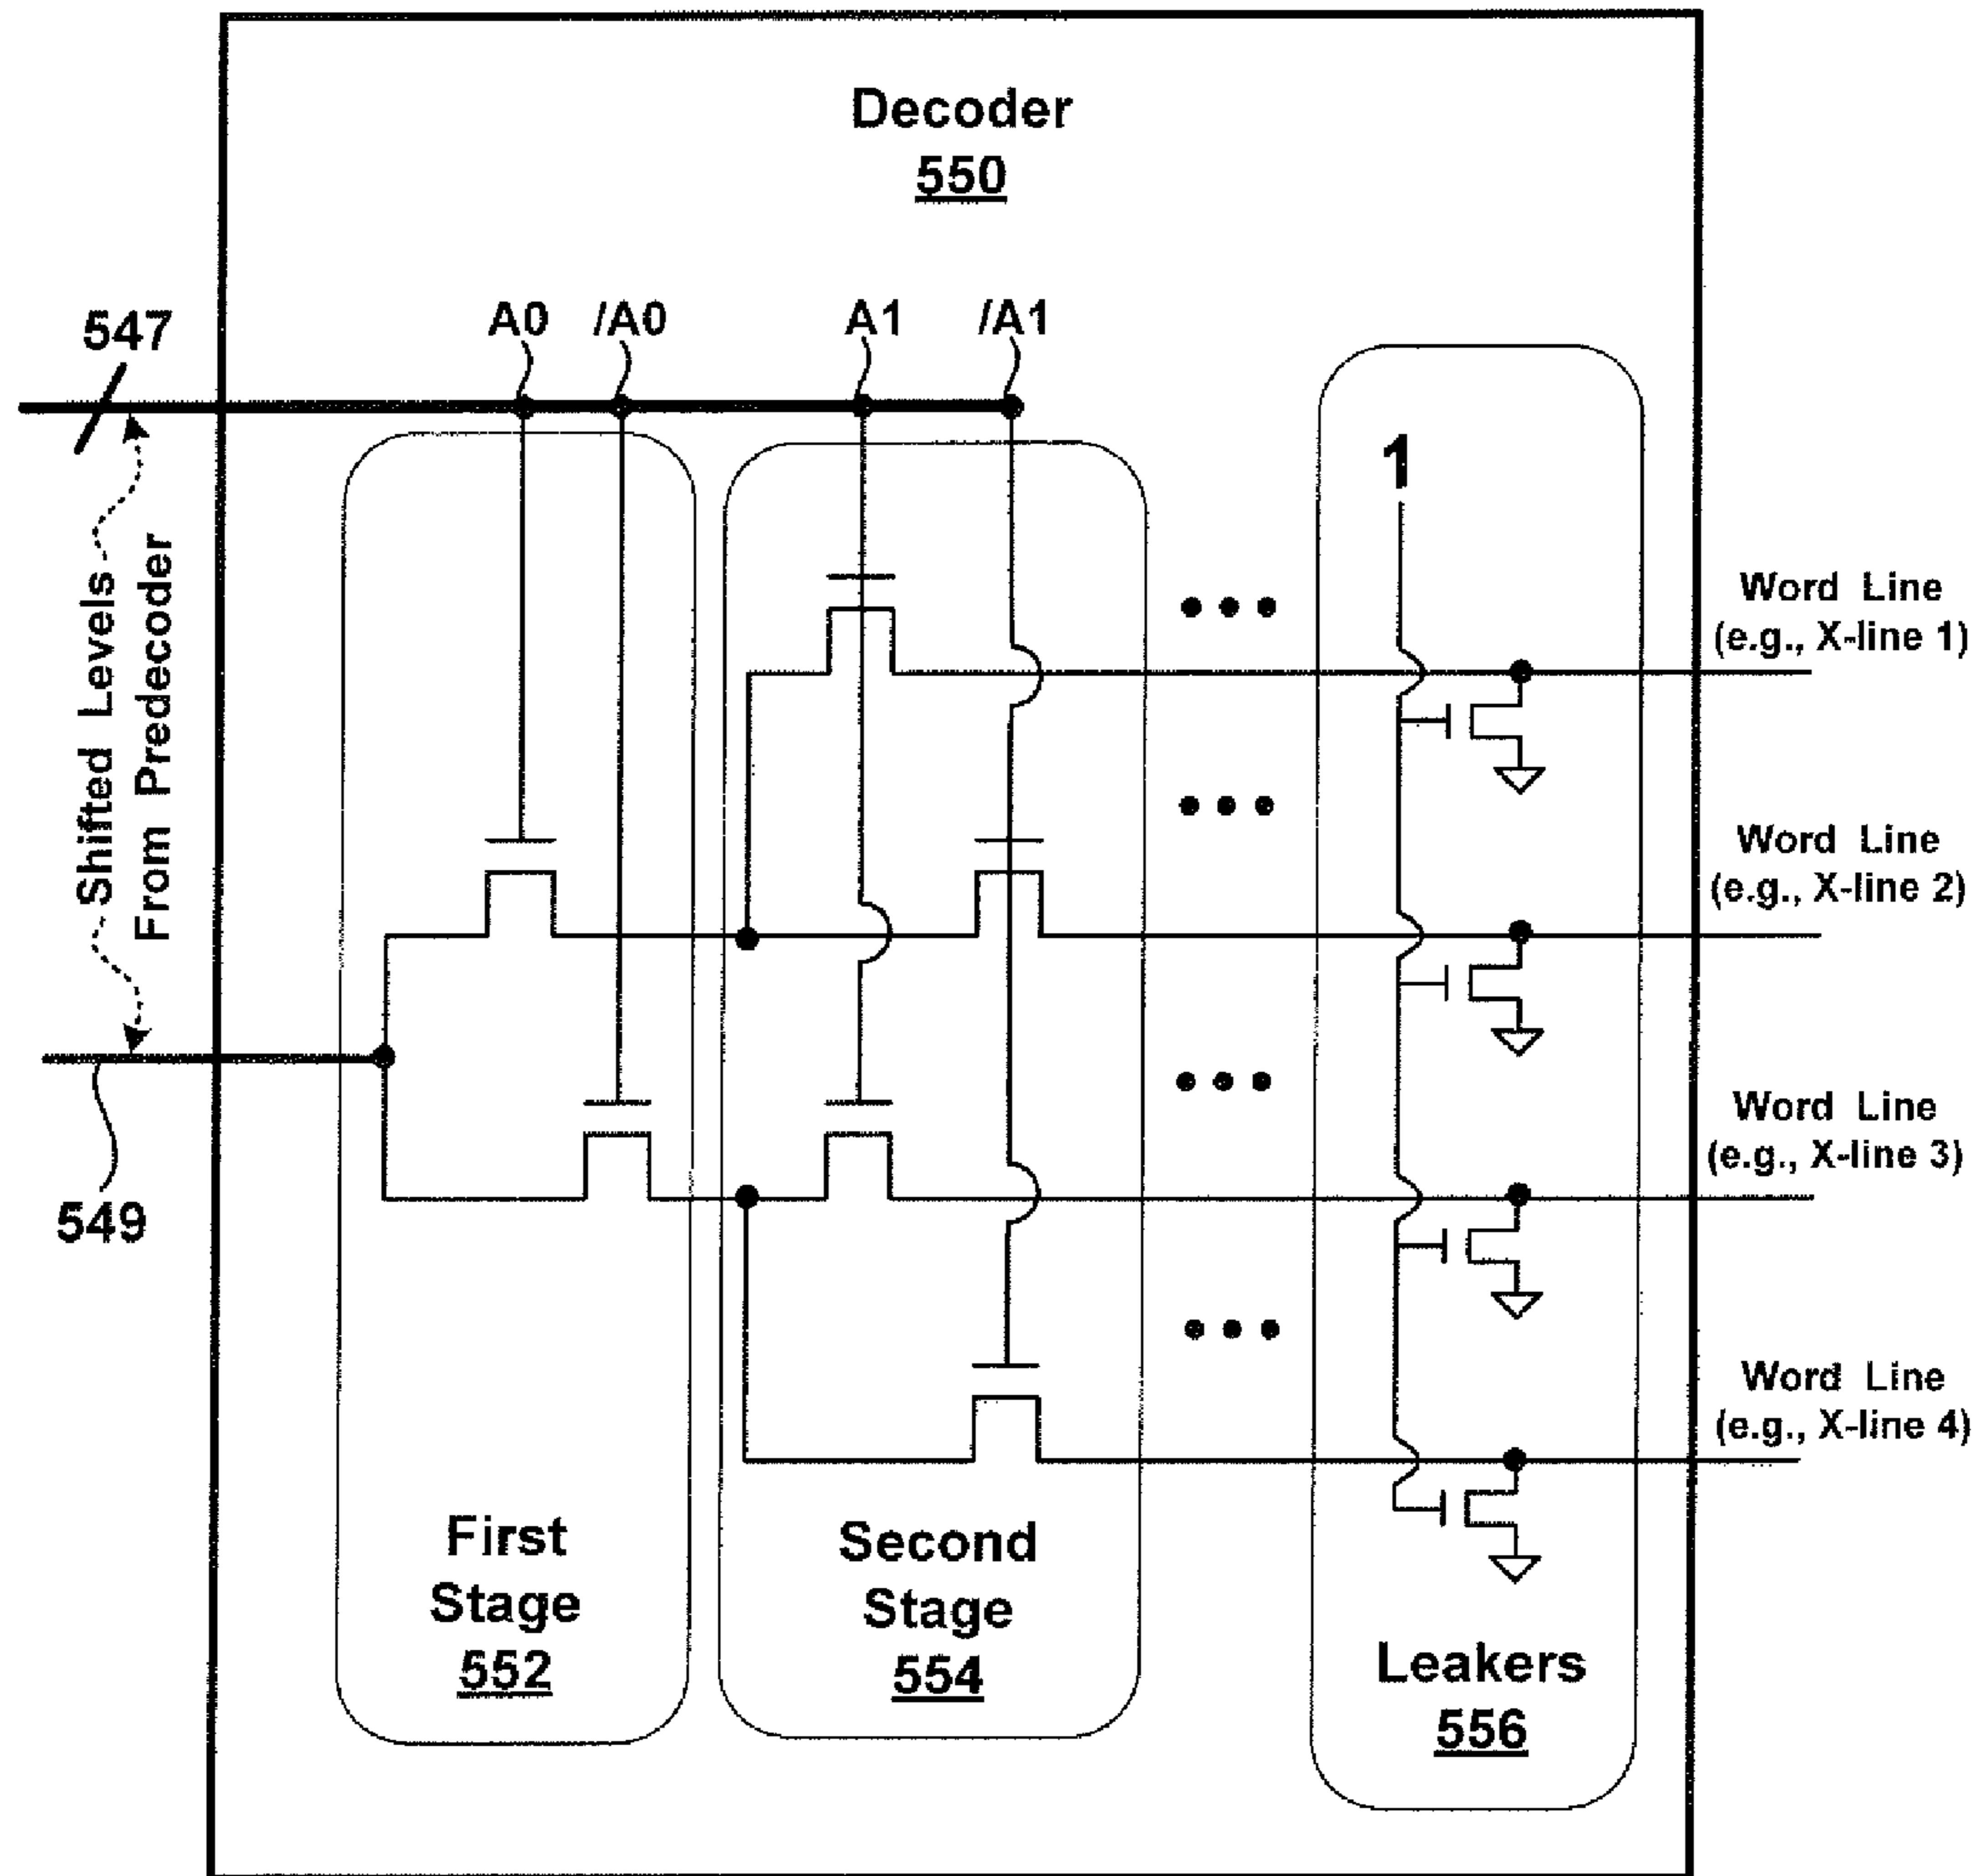 Decoder
550
A0 /A0 A1 /A1
547
Shifted Levels
From Predecoder
1
Word Line
(e.g., X-line 1)
Word Line
(e.g., X-line 2)
Word Line
(e.g., X-line 3)
549
Word Line
(e.g., X-line 4)
First
Stage
552
Second
Stage
554
Leakers
556